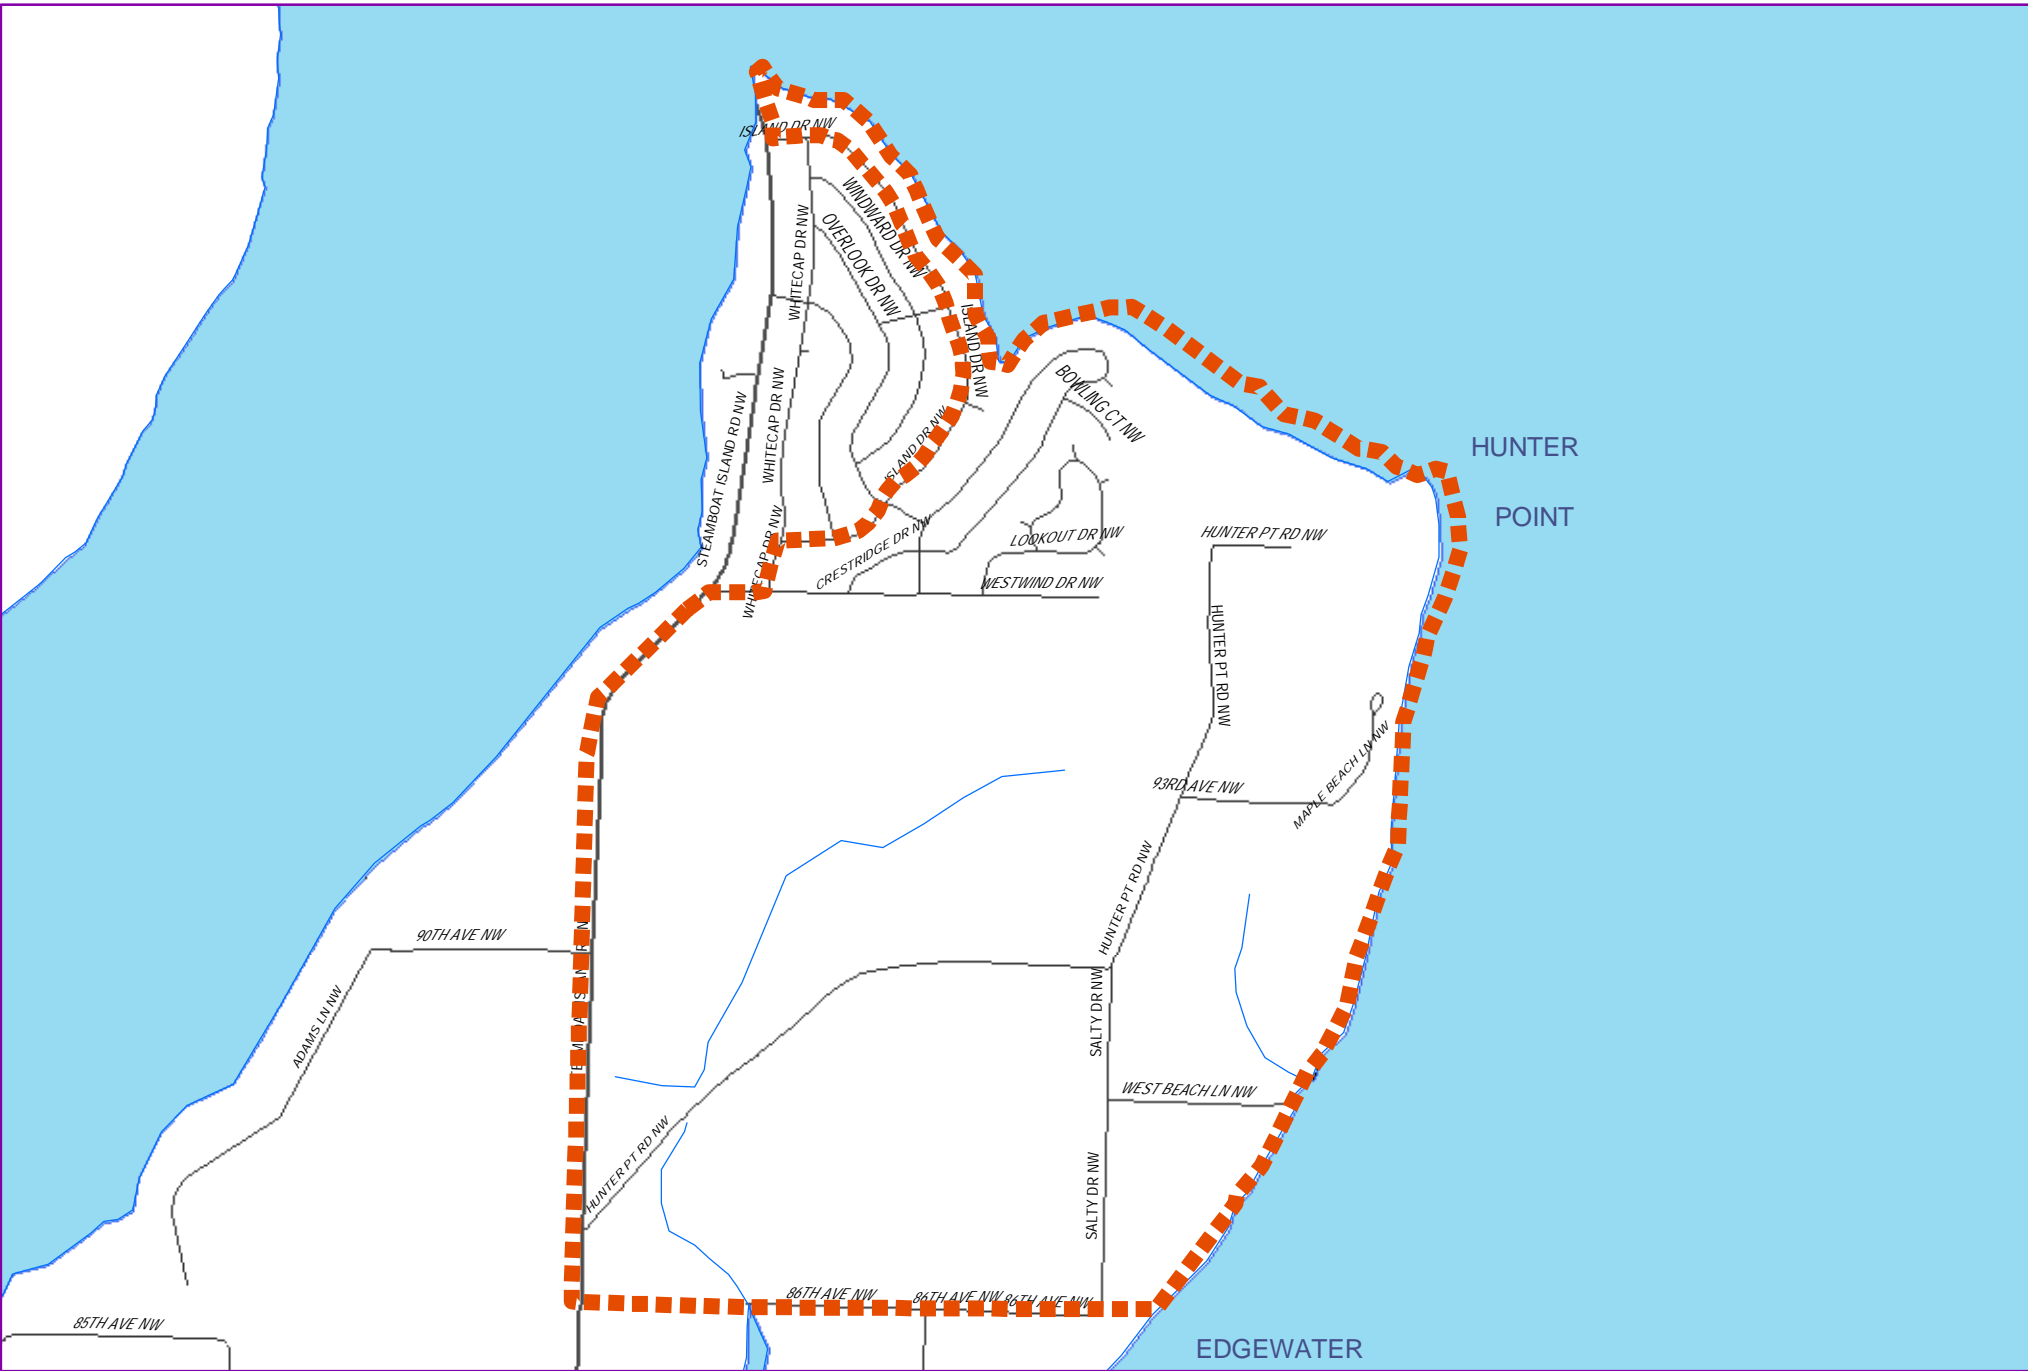 ISLAND DR NW
WINDWARD DR NW
OVERLOOK DR NW
WHITECAP DR NW
ISLAND DR NW
BOWLING CT NW
WHITECAP DR NW
STEAMBOAT ISLAND RD NW
ISLAND DR NW
HUNTER
POINT
WHITECAP DR NW
CRESTRIDGE DR NW
LOOKOUT DR NW
HUNTER PT RD NW
WESTWIND DR NW
HUNTER PT RD NW
MAPLE BEACH LN NW
93RD AVE NW
HUNTER PT RD NW
90TH AVE NW
ADAMS LN NW
SALTY DR NW
WEST BEACH LN NW
HUNTER PT RD NW
SALTY DR NW
86TH AVE NW
86TH AVE NW
86TH AVE NW
85TH AVE NW
EDGEWATER